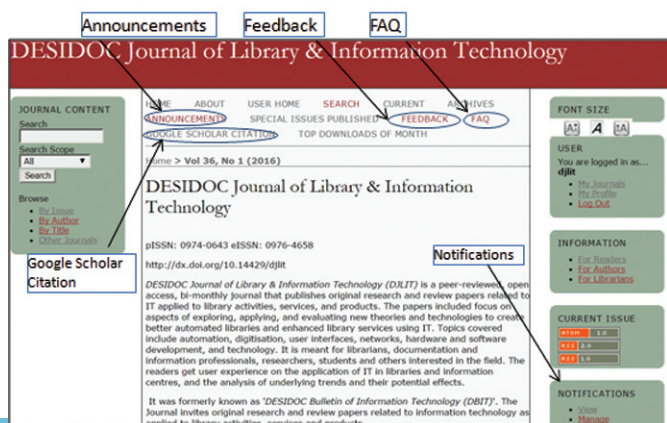 Announcements
Feedback
FAQ
DESIDOC Journal of Library & Information Technology
JOURNAL CONTENT
Search
Search Scope
All
Search
Browse
By Issue
By Author
By Title
Other Journals
Google Scholar
Citation
HOME ABOUT USER HOME SEARCH CURRENT ARCHIVES
ANNOUNCEMENTS SPECIAL ISSUES PUBLISHED FEEDBACK FAQ
GOOGLE SCHOLAR CITATION TOP DOWNLOADS OF MONTH
Home > Vol 36, No 1 (2016)
DESIDOC Journal of Library & Information
Technology
pISSN: 0974-0643 eISSN: 0976-4658
http://dx.doi.org/10.14429/djlit
DESIDOC Journal of Library & Information Technology (DJLIT) is a peer-reviewed, open
access, bi-monthly journal that publishes original research and review papers related to
IT applied to library activities, services, and products. The papers included focus on
aspects of exploring, applying, and evaluating new theories and technologies to create
better automated libraries and enhanced library services using IT. Topics covered
include automation, digitisation, user interfaces, networks, hardware and software
development, and technology. It is meant for librarians, documentation and
information professionals, researchers, students and others interested in the field. The
readers get user experience on the application of IT in libraries and information
centres, and the analysis of underlying trends and their potential effects.
It was formerly known as 'DESIDOC Bulletin of Information Technology (DBIT)'. The
Journal invites original research and review papers related to information technology as
applied to library activities, services and products.
FONT SIZE
A A A
USER
You are logged in as...
djlit
My Journals
My Profile
Log Out
Notifications
INFORMATION
For Readers
For Authors
For Librarians
CURRENT ISSUE
ATOM 1.0
RSS 2.0
RSS 1.0
NOTIFICATIONS
View
Manage